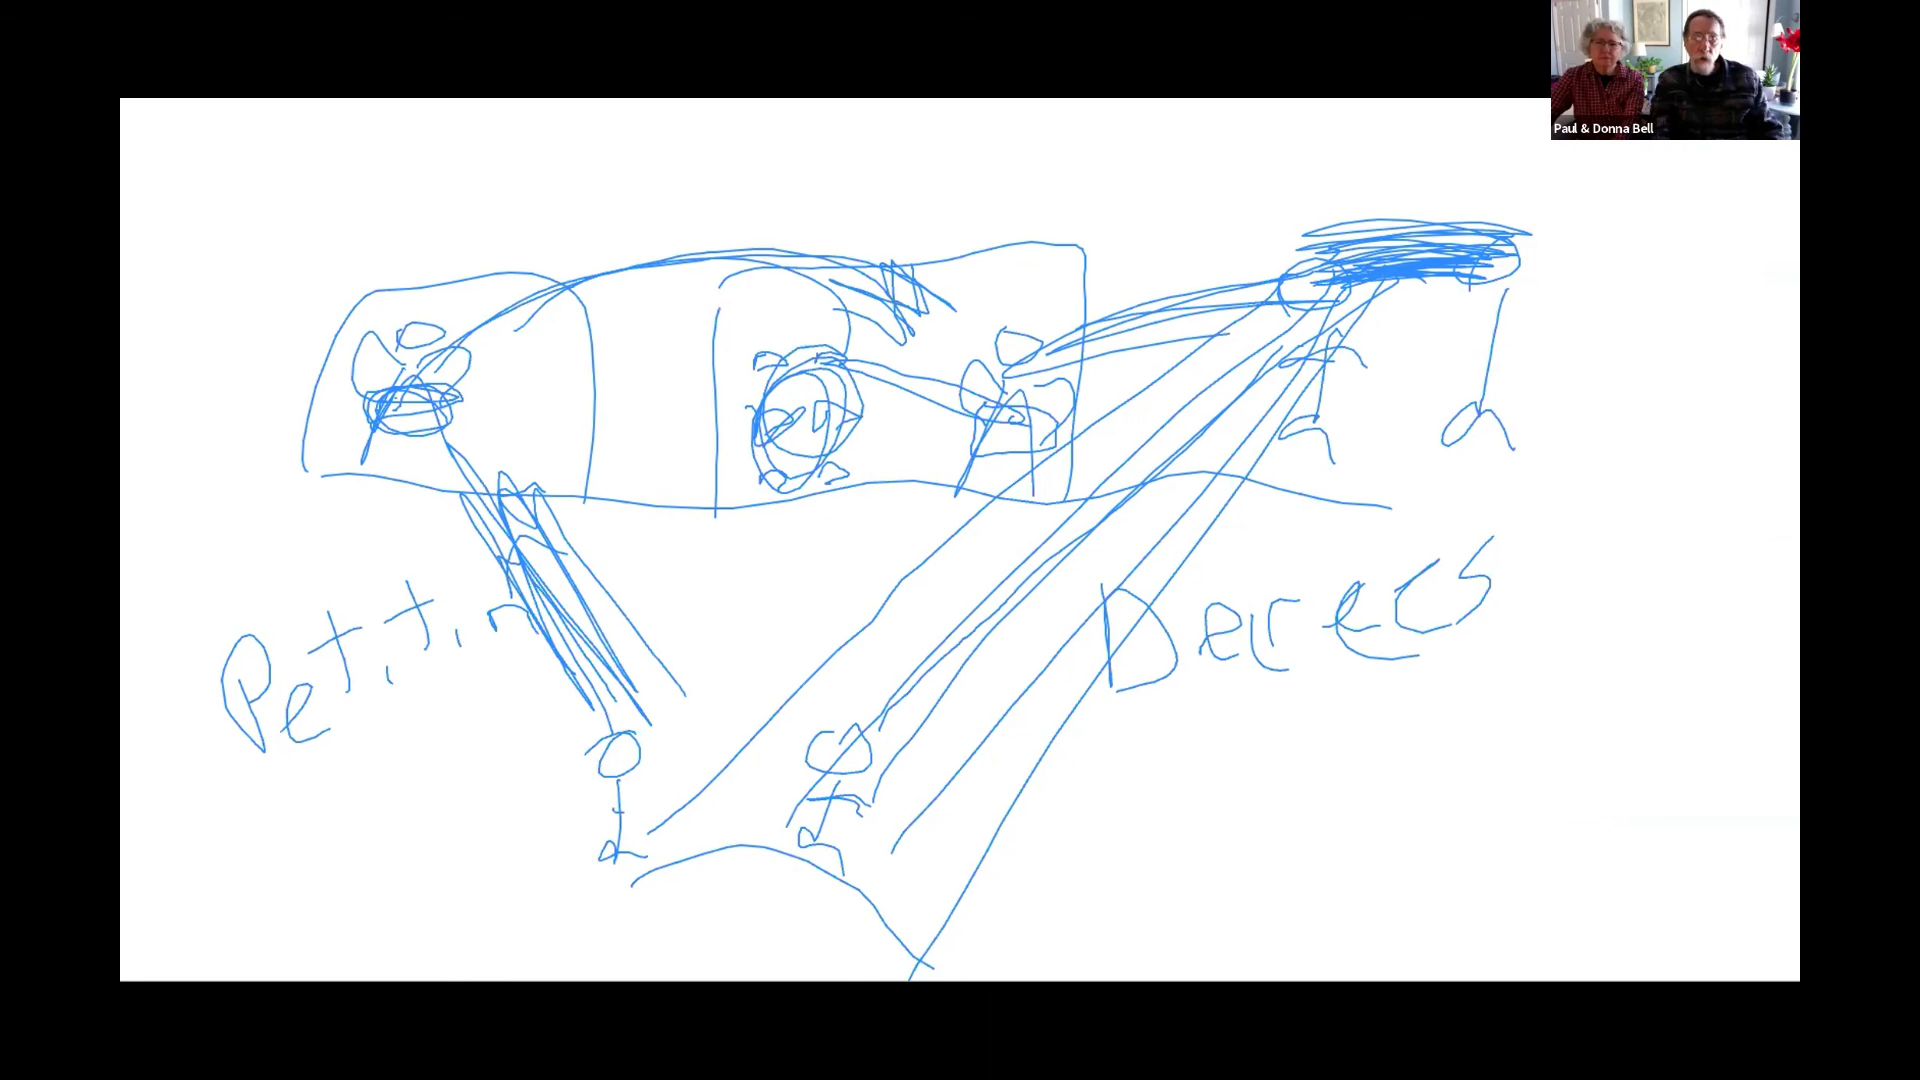 Paul & Donna Bell
Petitin
Decrees